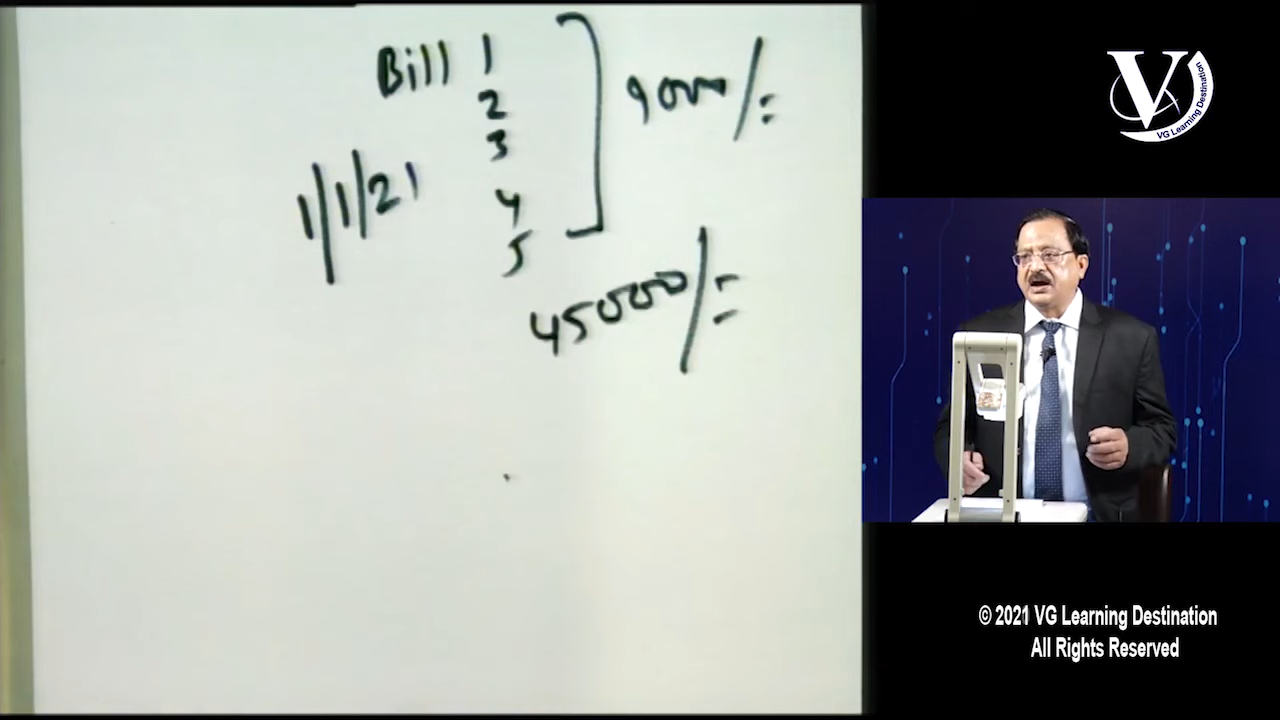 Bill 1
2
3
4
5
9000/=
1/1/21
45000/=
V
VG Learning Destination
© 2021 VG Learning Destination
All Rights Reserved